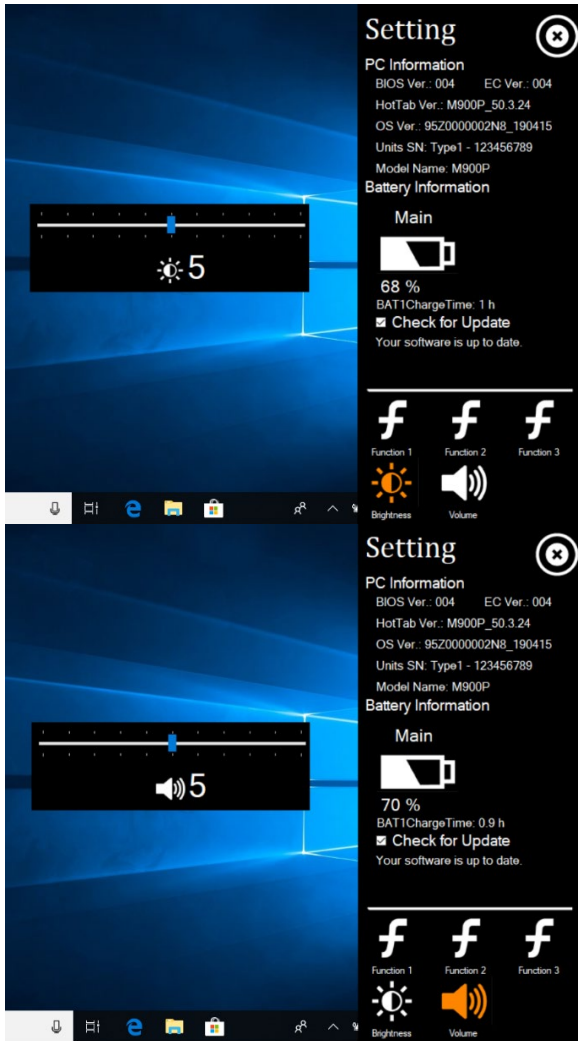 Setting
PC Information
BIOS Ver.: 004 EC Ver.: 004
HotTab Ver.: M900P_50.3.24
OS Ver.: 95Z0000002N8_190415
Units SN: Type1 - 123456789
Model Name: M900P
Battery Information
Main
68 %
BAT1ChargeTime: 1 h
Check for Update
Your software is up to date.
5
Function 1 Function 2 Function 3
Brightness Volume
Setting
PC Information
BIOS Ver.: 004 EC Ver.: 004
HotTab Ver.: M900P_50.3.24
OS Ver.: 95Z0000002N8_190415
Units SN: Type1 - 123456789
Model Name: M900P
Battery Information
Main
70 %
BAT1ChargeTime: 0.9 h
Check for Update
Your software is up to date.
5
Function 1 Function 2 Function 3
Brightness Volume